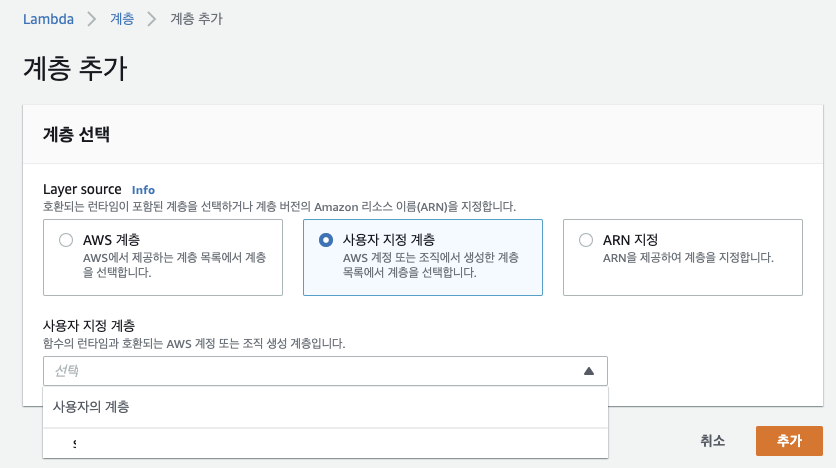 Lambda > 계층 > 계층 추가
계층 추가
계층 선택
Layer source Info
호환되는 런타임이 포함된 계층을 선택하거나 계층 버전의 Amazon 리소스 이름(ARN)을 지정합니다.
AWS 계층
AWS에서 제공하는 계층 목록에서 계층
을 선택합니다.
사용자 지정 계층
AWS 계정 또는 조직에서 생성한 계층
목록에서 계층을 선택합니다.
ARN 지정
ARN을 제공하여 계층을 지정합니다.
사용자 지정 계층
함수의 런타임과 호환되는 AWS 계정 또는 조직 생성 계층입니다.
선택
사용자의 계층
취소
추가